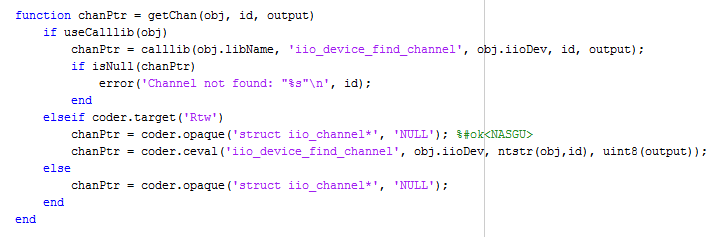 function chanPtr = getChan(obj, id, output)
    if useCalllib(obj)
        chanPtr = calllib(obj.libName, 'iio_device_find_channel', obj.iioDev, id, output);
        if isNull(chanPtr)
            error('Channel not found: "%s"\n', id);
        end
    elseif coder.target('Rtw')
        chanPtr = coder.opaque('struct iio_channel*', 'NULL'); %#ok<NASGU>
        chanPtr = coder.ceval('iio_device_find_channel', obj.iioDev, ntstr(obj,id), uint8(output));
    else
        chanPtr = coder.opaque('struct iio_channel*', 'NULL');
    end
end